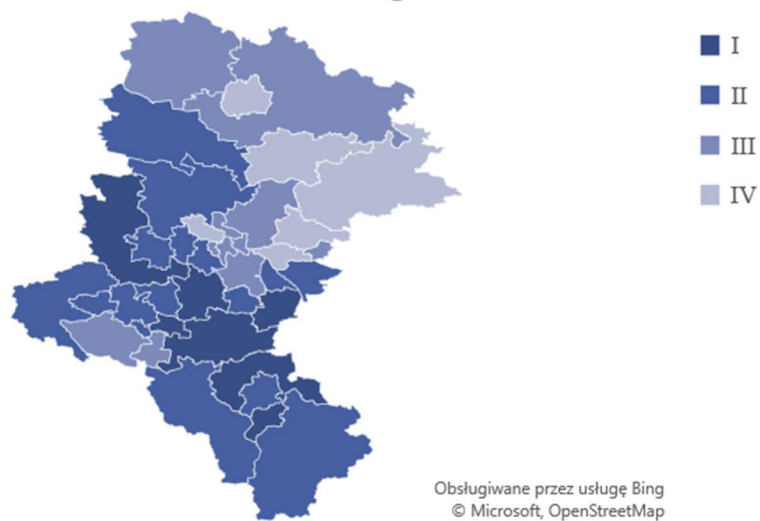 I
II
III
IV
Obsługiwane przez usługę Bing
© Microsoft, OpenStreetMap